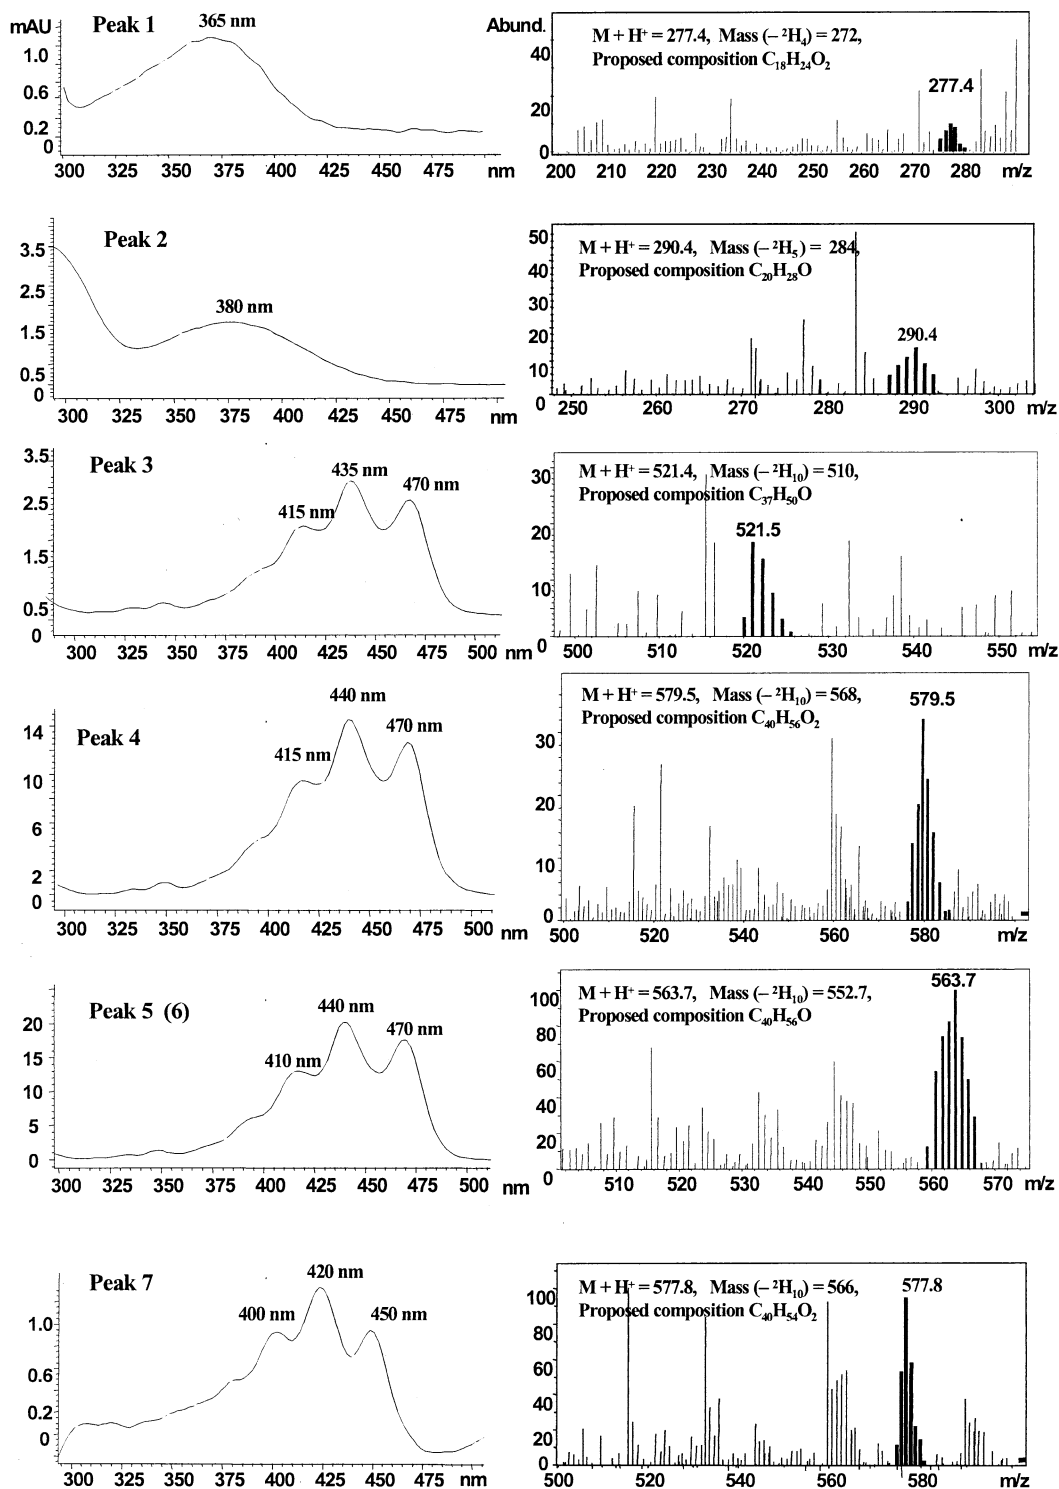 mAU
Peak 1
365 nm
1.0
0.6
0.2
0
300 325 350 375 400 425 450 475 nm
Abund.
M + H⁺ = 277.4, Mass (– ²H₄) = 272,
Proposed composition C₁₈H₂₄O₂
277.4
40
20
0
200 210 220 230 240 250 260 270 280 m/z
Peak 2
380 nm
3.5
2.5
1.5
0.5
0
300 325 350 375 400 425 450 475 nm
M + H⁺ = 290.4, Mass (– ²H₅) = 284,
Proposed composition C₂₀H₂₈O
290.4
50
40
30
20
10
0
250 260 270 280 290 300 m/z
Peak 3
415 nm
435 nm
470 nm
3.5
2.5
1.5
0.5
0
300 325 350 375 400 425 450 475 500 nm
M + H⁺ = 521.4, Mass (– ²H₁₀) = 510,
Proposed composition C₃₇H₅₀O
521.5
30
20
10
0
500 510 520 530 540 550 m/z
Peak 4
415 nm
440 nm
470 nm
14
10
6
2
0
300 325 350 375 400 425 450 475 500 nm
M + H⁺ = 579.5, Mass (– ²H₁₀) = 568,
Proposed composition C₄₀H₅₆O₂
579.5
30
20
10
0
500 520 540 560 580 m/z
Peak 5 (6)
410 nm
440 nm
470 nm
20
15
10
5
0
300 325 350 375 400 425 450 475 500 nm
M + H⁺ = 563.7, Mass (– ²H₁₀) = 552.7,
Proposed composition C₄₀H₅₆O
563.7
100
80
60
40
20
0
510 520 530 540 550 560 570 m/z
Peak 7
400 nm
420 nm
450 nm
1.0
0.6
0.2
0
300 325 350 375 400 425 450 475 nm
M + H⁺ = 577.8, Mass (– ²H₁₀) = 566,
Proposed composition C₄₀H₅₄O₂
577.8
100
80
60
40
20
0
500 520 540 560 580 m/z